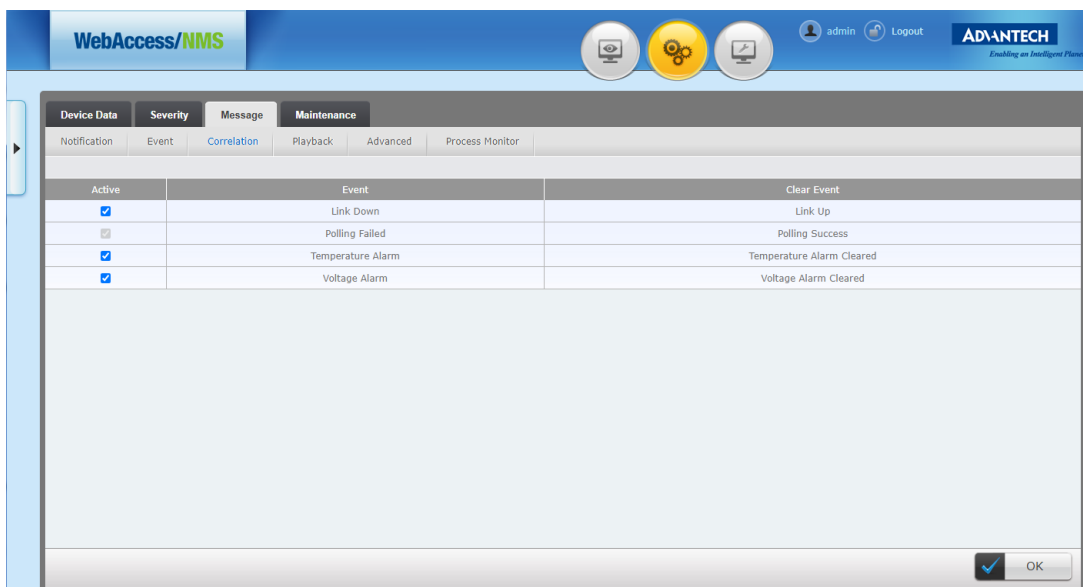 WebAccess/NMS
admin Logout
ADVANTECH
Enabling an Intelligent Plane
Device Data Severity Message Maintenance
Notification Event Correlation Playback Advanced Process Monitor
Active Event Clear Event
Link Down Link Up
Polling Failed Polling Success
Temperature Alarm Temperature Alarm Cleared
Voltage Alarm Voltage Alarm Cleared
OK